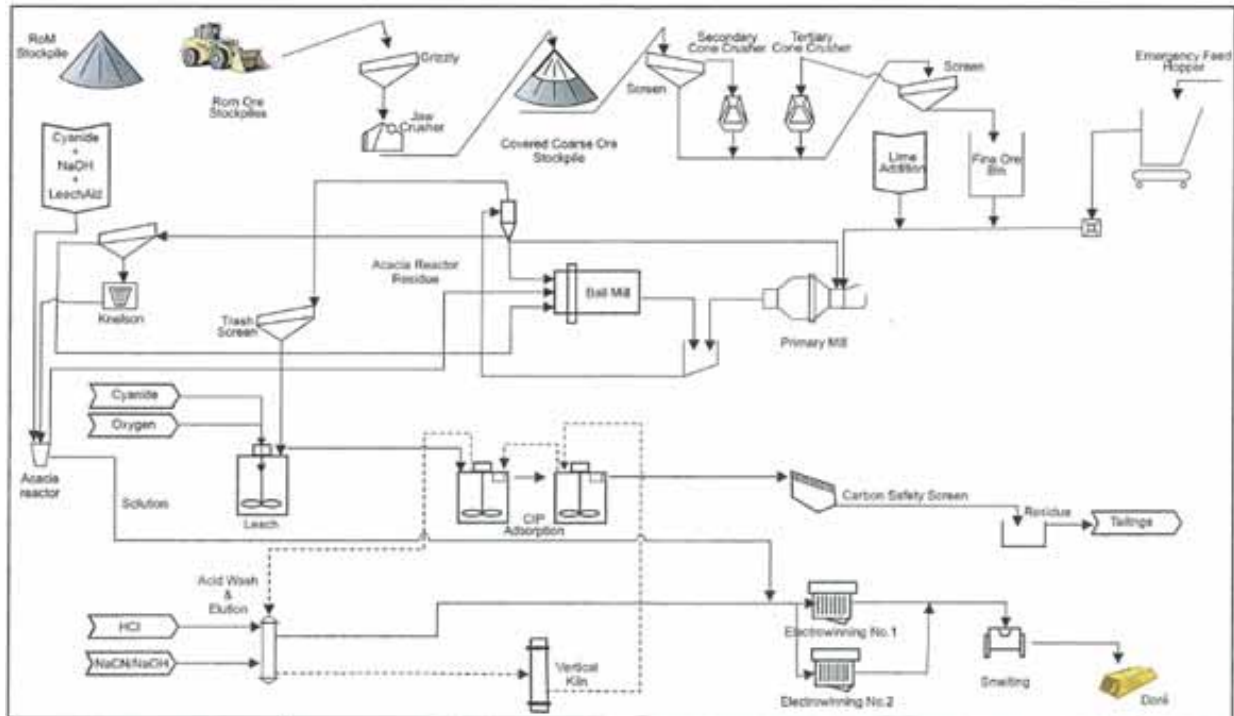 RoM
Stockpile
Rom Ore
Stockpiles
Grizzly
Jaw
Crusher
Covered Coarse Ore
Stockpile
Screen
Secondary
Cone Crusher
Tertiary
Cone Crusher
Screen
Emergency Feed
Hopper
Cyanide
+
NaOH
+
LeechAid
Lime
Addition
Fine Ore
Bin
Knelson
Trash
Screen
Acacia Reactor
Residue
Ball Mill
Primary Mill
Cyanide
Oxygen
Acacia
reactor
Solution
Leach
CIP
Adsorption
Carbon Safety Screen
Residue
Tailings
Acid Wash
&
Elution
HCl
NaCN/NaOH
Vertical
Kiln
Electrowinning No.1
Electrowinning No.2
Smelting
Doré